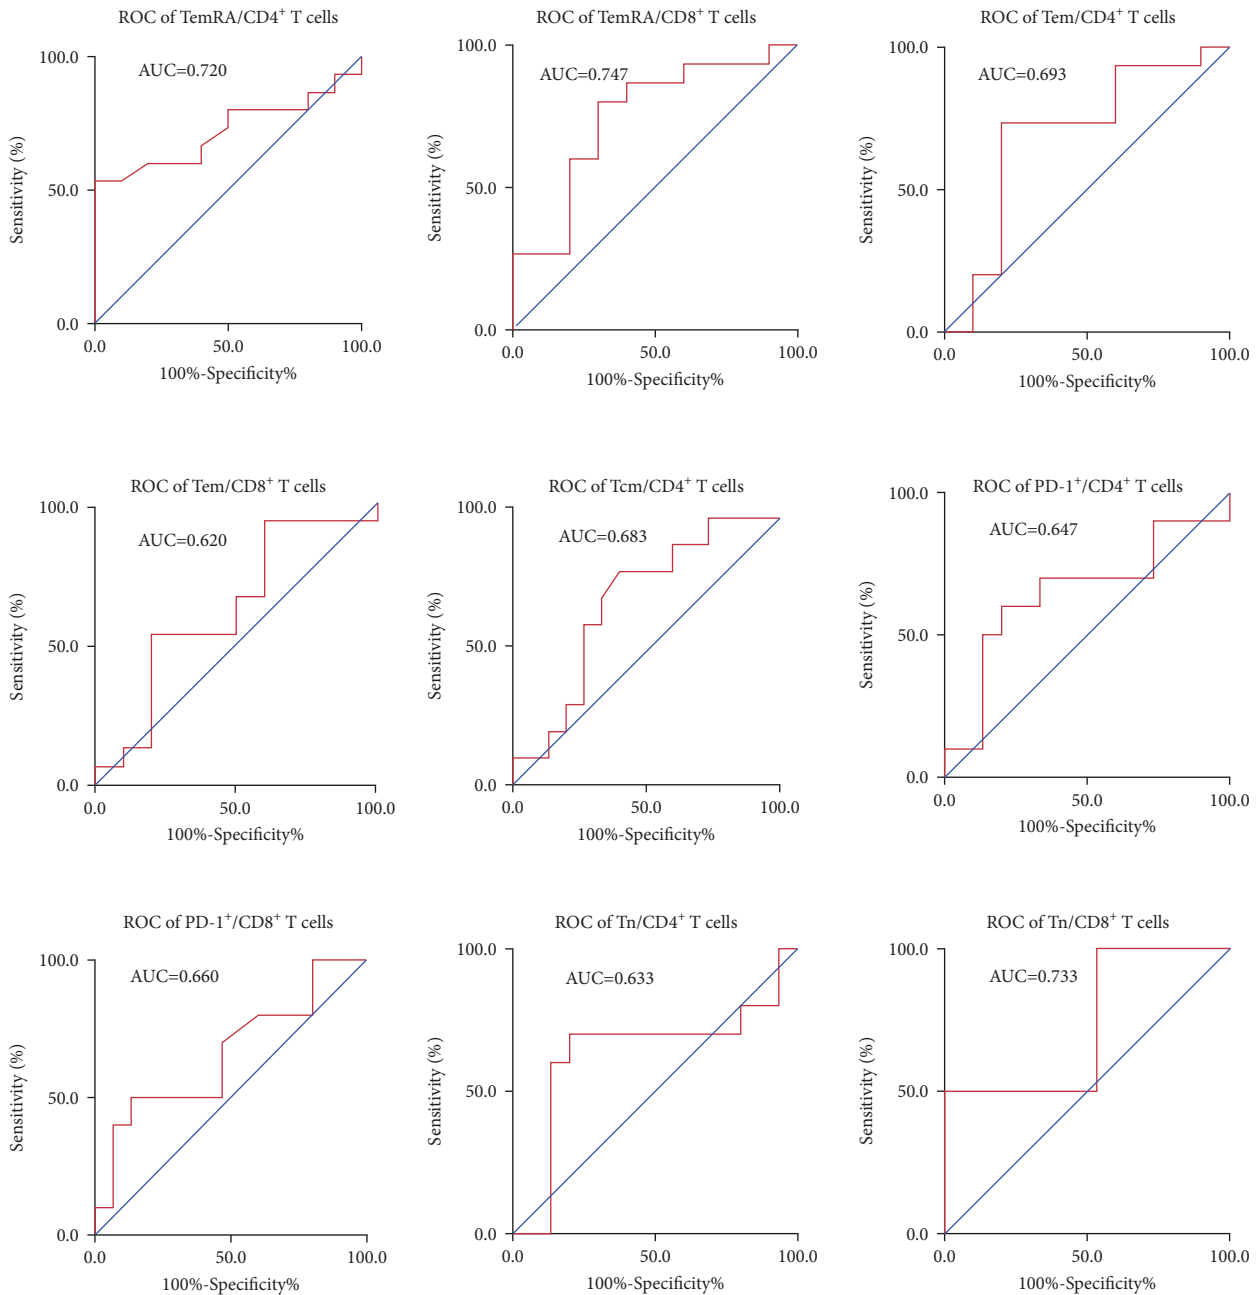 ROC of TemRA/CD4⁺ T cells
AUC=0.720
Sensitivity (%)
100.0
50.0
0.0
0.0
50.0
100.0
100%-Specificity%
ROC of TemRA/CD8⁺ T cells
AUC=0.747
Sensitivity (%)
100.0
50.0
0.0
0.0
50.0
100.0
100%-Specificity%
ROC of Tem/CD4⁺ T cells
AUC=0.693
Sensitivity (%)
100.0
50.0
0.0
0.0
50.0
100.0
100%-Specificity%
ROC of Tem/CD8⁺ T cells
AUC=0.620
Sensitivity (%)
100.0
50.0
0.0
0.0
50.0
100.0
100%-Specificity%
ROC of Tcm/CD4⁺ T cells
AUC=0.683
Sensitivity (%)
100.0
50.0
0.0
0.0
50.0
100.0
100%-Specificity%
ROC of PD-1⁺/CD4⁺ T cells
AUC=0.647
Sensitivity (%)
100.0
50.0
0.0
0.0
50.0
100.0
100%-Specificity%
ROC of PD-1⁺/CD8⁺ T cells
AUC=0.660
Sensitivity (%)
100.0
50.0
0.0
0.0
50.0
100.0
100%-Specificity%
ROC of Tn/CD4⁺ T cells
AUC=0.633
Sensitivity (%)
100.0
50.0
0.0
0.0
50.0
100.0
100%-Specificity%
ROC of Tn/CD8⁺ T cells
AUC=0.733
Sensitivity (%)
100.0
50.0
0.0
0.0
50.0
100.0
100%-Specificity%